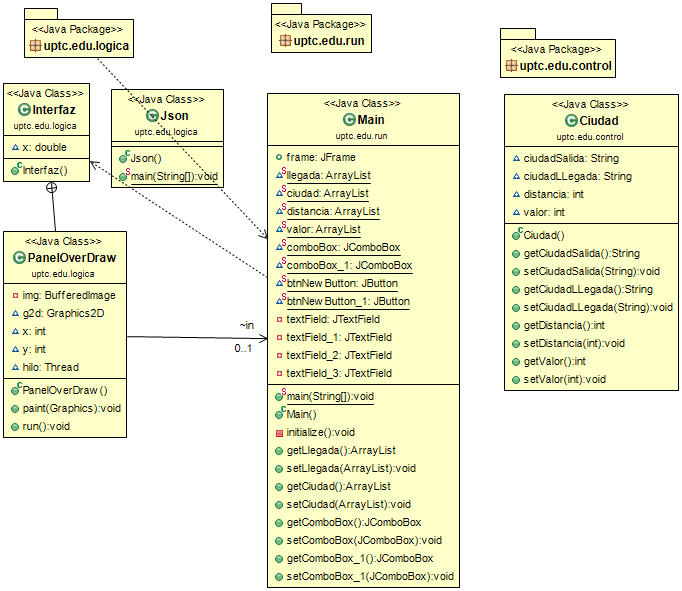 <<Java Package>>
uptc.edu.logica
<<Java Package>>
uptc.edu.run
<<Java Package>>
uptc.edu.control
<<Java Class>>
Interfaz
uptc.edu.logica
x: double
Interfaz()
<<Java Class>>
Json
uptc.edu.logica
Json()
main(String[]):void
<<Java Class>>
PanelOverDraw
uptc.edu.logica
img: BufferedImage
g2d: Graphics2D
x: int
y: int
hilo: Thread
PanelOverDraw()
paint(Graphics):void
run():void
~in
0..1
<<Java Class>>
Main
uptc.edu.run
frame: JFrame
llegada: ArrayList
ciudad: ArrayList
distancia: ArrayList
valor: ArrayList
comboBox: JComboBox
comboBox_1: JComboBox
btnNewButton: JButton
btnNewButton_1: JButton
textField: JTextField
textField_1: JTextField
textField_2: JTextField
textField_3: JTextField
main(String[]):void
Main()
initialize():void
getLlegada():ArrayList
setLlegada(ArrayList):void
getCiudad():ArrayList
setCiudad(ArrayList):void
getComboBox():JComboBox
setComboBox(JComboBox):void
getComboBox_1():JComboBox
setComboBox_1(JComboBox):void
<<Java Class>>
Ciudad
uptc.edu.control
ciudadSalida: String
ciudadLLegada: String
distancia: int
valor: int
Ciudad()
getCiudadSalida():String
setCiudadSalida(String):void
getCiudadLLegada():String
setCiudadLLegada(String):void
getDistancia():int
setDistancia(int):void
getValor():int
setValor(int):void